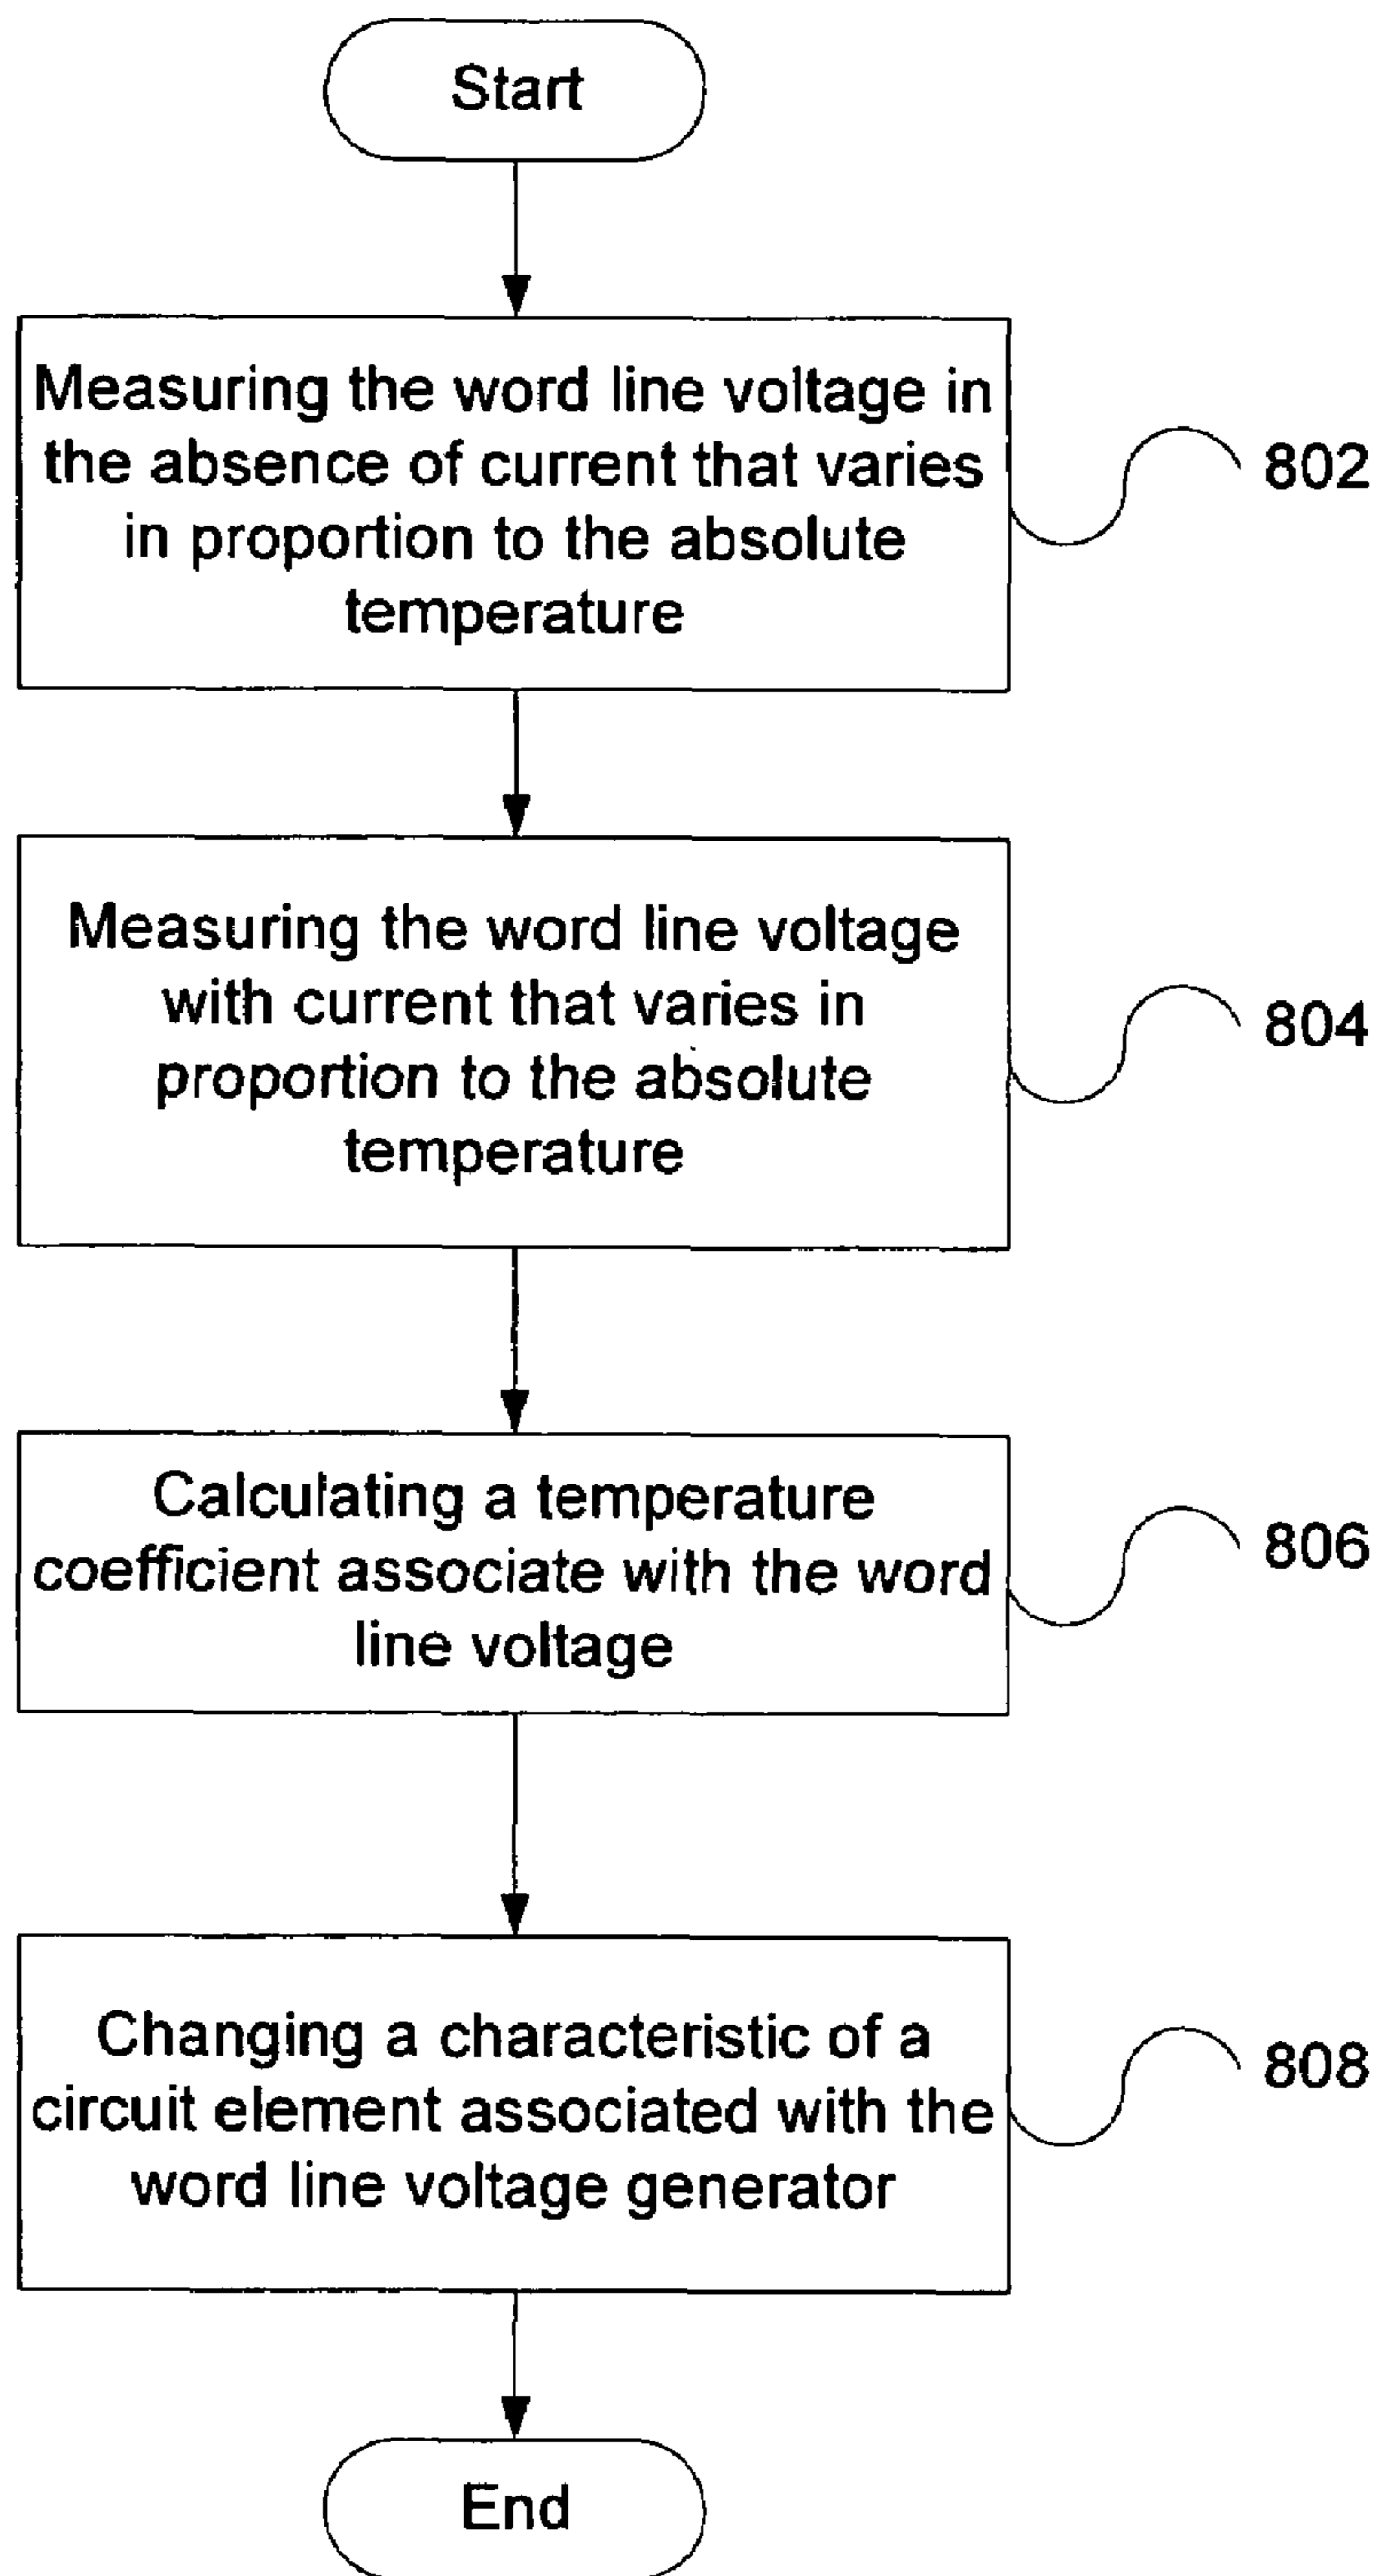 Start
Measuring the word line voltage in
the absence of current that varies
in proportion to the absolute
temperature
802
Measuring the word line voltage
with current that varies in
proportion to the absolute
temperature
804
Calculating a temperature
coefficient associate with the word
line voltage
806
Changing a characteristic of a
circuit element associated with the
word line voltage generator
808
End